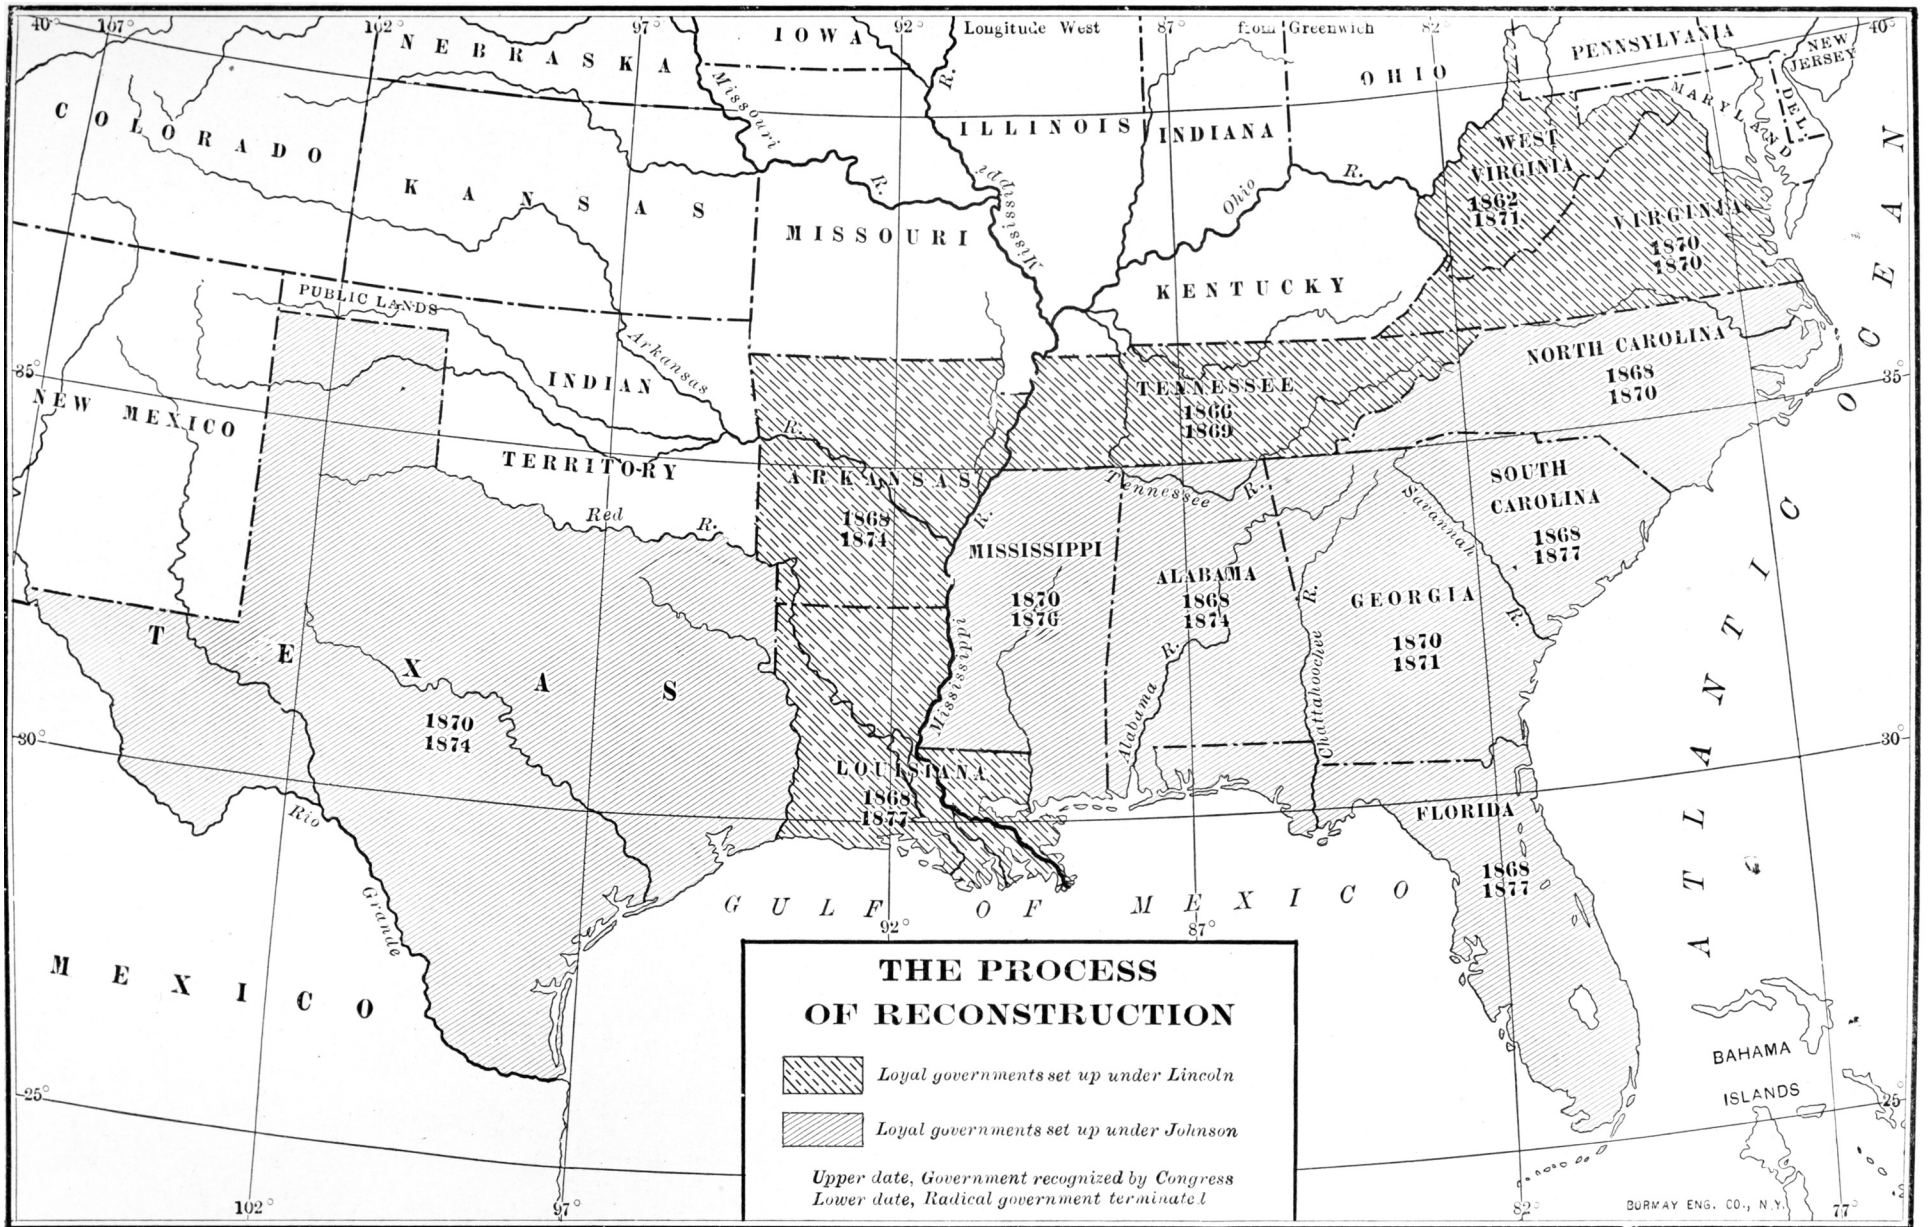 40° 107° 102° 97° 92° Longitude West 87° from Greenwich 82° 40°
NEBRASKA
IOWA
OHIO
PENNSYLVANIA
NEW
JERSEY
COLORADO
Missouri
R.
R.
ILLINOIS
INDIANA
MARYLAND
DEL.
KANSAS
MISSOURI
Mississippi
Ohio
R.
WEST
VIRGINIA
1862
1871
VIRGINIA
1870
1870
KENTUCKY
PUBLIC LANDS
35°
NEW MEXICO
INDIAN
TERRITORY
Arkansas
R.
Red
R.
ARKANSAS
1868
1874
TENNESSEE
1866
1869
Tennessee
R.
NORTH CAROLINA
1868
1870
35°
SOUTH
CAROLINA
1868
1877
Savannah
R.
MISSISSIPPI
1870
1876
Mississippi
R.
ALABAMA
1868
1874
Alabama
R.
Chattahoochee
R.
GEORGIA
1870
1871
TEXAS
1870
1874
30°
Rio
Grande
LOUISIANA
1868
1877
FLORIDA
1868
1877
30°
ATLANTIC OCEAN
GULF OF MEXICO
MEXICO
92° 87°
THE PROCESS
OF RECONSTRUCTION
Loyal governments set up under Lincoln
Loyal governments set up under Johnson
Upper date, Government recognized by Congress
Lower date, Radical government terminated
BAHAMA
ISLANDS
25° 25°
102° 97° 82° 77°
BORMAY ENG. CO., N.Y.